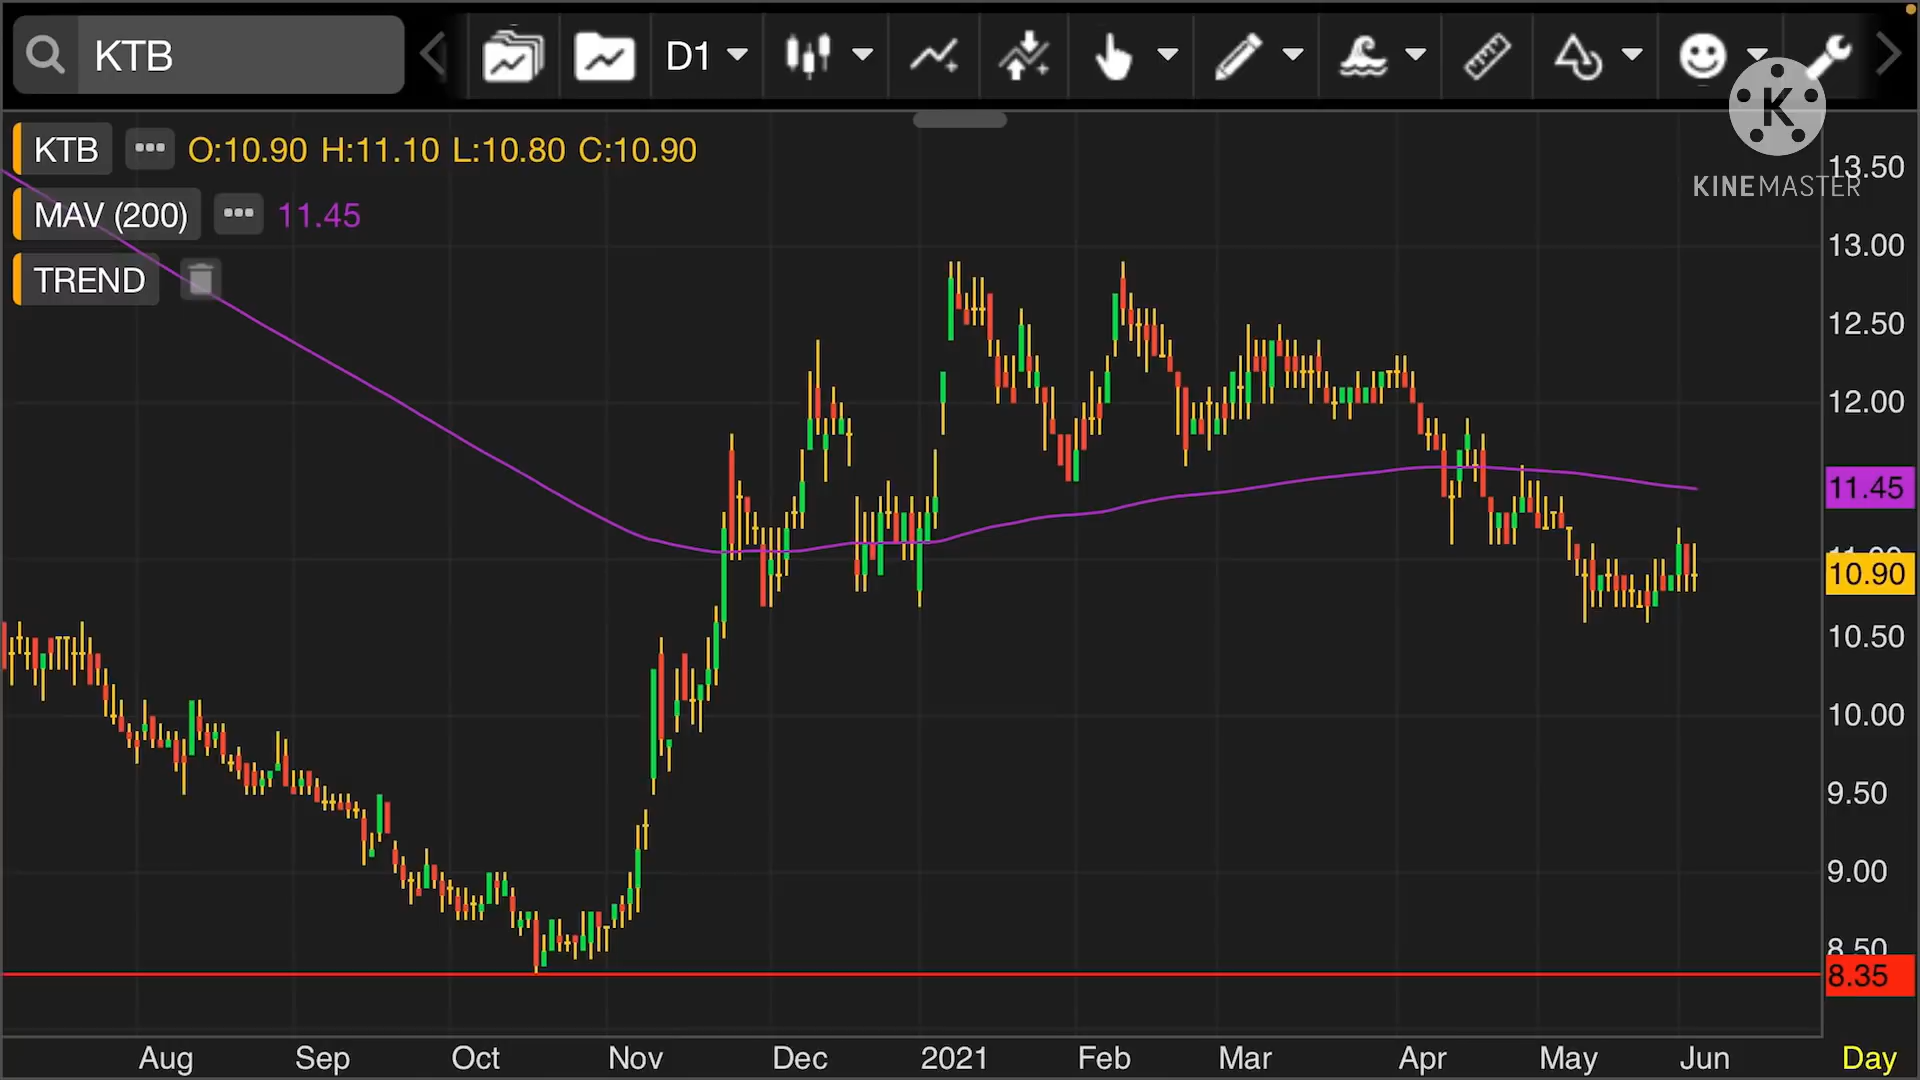 KTB
D1
KTB O:10.90 H:11.10 L:10.80 C:10.90
MAV (200) 11.45
TREND
K
KINEMASTER
13.50
13.00
12.50
12.00
11.45
11.00
10.90
10.50
10.00
9.50
9.00
8.50
8.35
Aug Sep Oct Nov Dec 2021 Feb Mar Apr May Jun Day